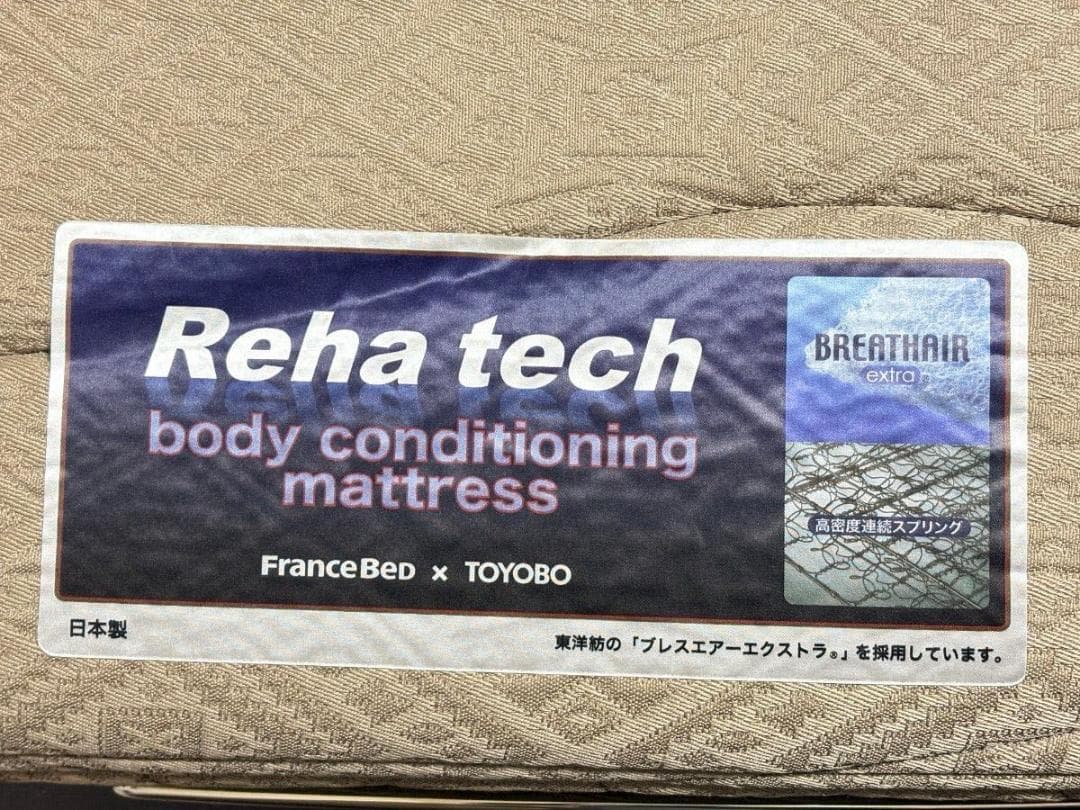 Reha tech
body conditioning
mattress
FranceBeD × TOYOBO
BREATHAIR
extra®
高密度連続スプリング
日本製
東洋紡の「ブレスエアーエクストラ®」を採用しています。